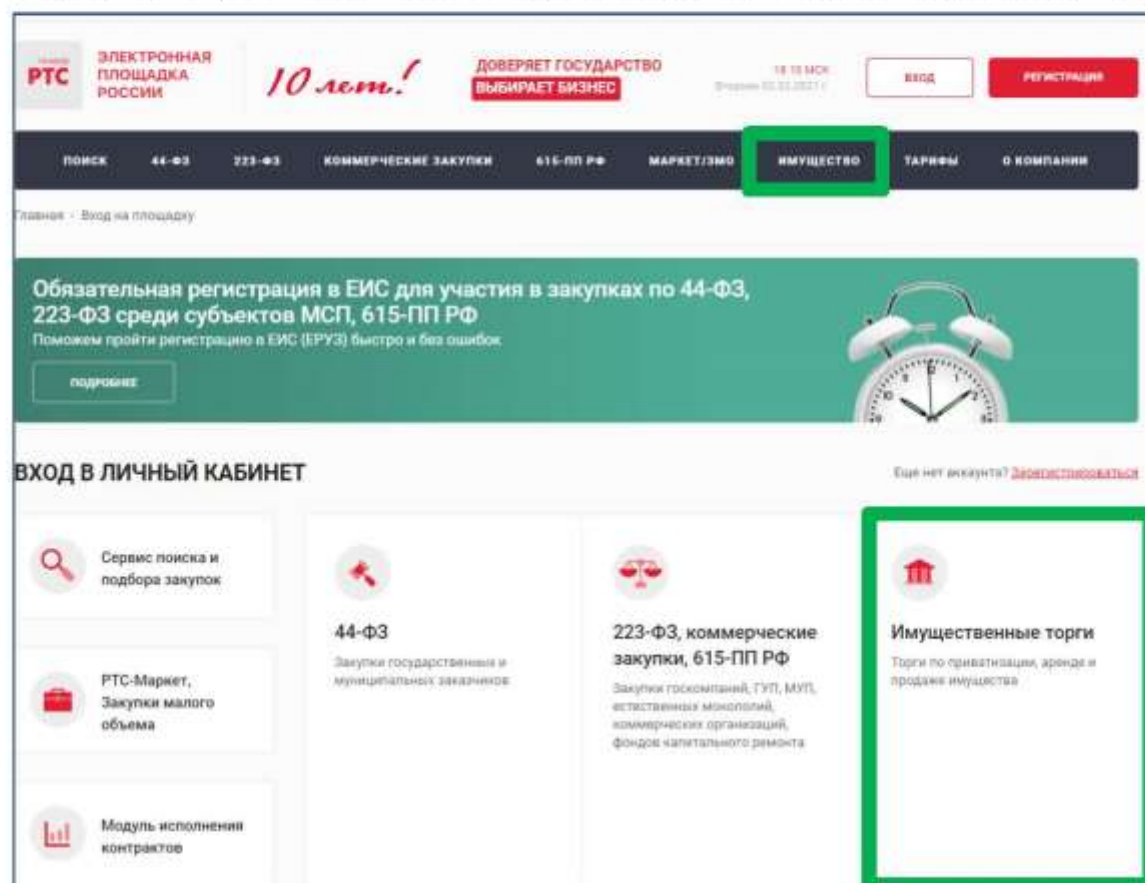 РТС
ЭЛЕКТРОННАЯ
ПЛОЩАДКА
РОССИИ
10 лет!
ДОВЕРЯЕТ ГОСУДАРСТВО
ВЫБИРАЕТ БИЗНЕС
ВХОД
РЕГИСТРАЦИЯ
ПОИСК 44-ФЗ 223-ФЗ КОММЕРЧЕСКИЕ ЗАКУПКИ 615-ПП РФ МАРКЕТ/ЗМО ИМУЩЕСТВО ТАРИФЫ О КОМПАНИИ
Главная - Вход на площадку
Обязательная регистрация в ЕИС для участия в закупках по 44-ФЗ,
223-ФЗ среди субъектов МСП, 615-ПП РФ
Поможем пройти регистрацию в ЕИС (ЕРУЗ) быстро и без ошибок
ПОДРОБНЕЕ
ВХОД В ЛИЧНЫЙ КАБИНЕТ
Еще нет аккаунта? Зарегистрироваться
Сервис поиска и
подбора закупок
РТС-Маркет,
Закупки малого
объема
Модуль исполнения
контрактов
44-ФЗ
Закупки государственных и
муниципальных заказчиков
223-ФЗ, коммерческие
закупки, 615-ПП РФ
Закупки госкомпаний, ГУП, МУП,
естественных монополий,
коммерческих организаций,
фондов капитального ремонта
Имущественные торги
Торги по приватизации, аренде и
продаже имущества